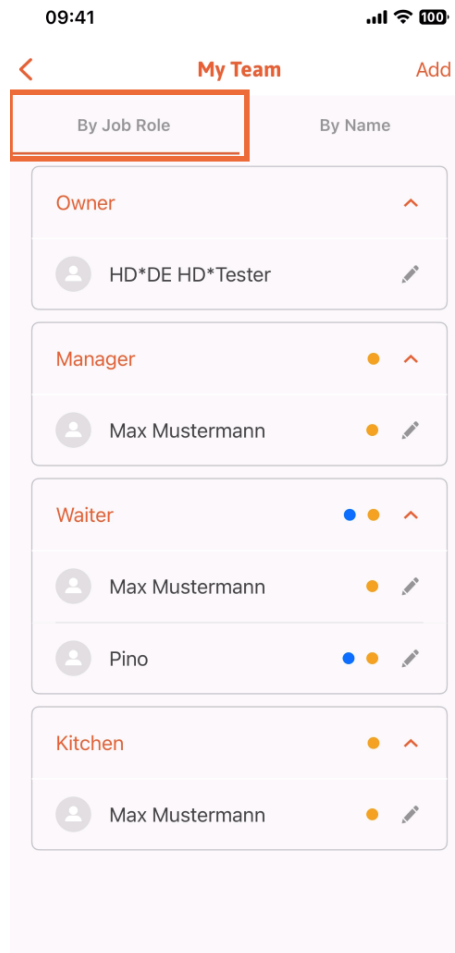 09:41 100
My Team Add
By Job Role By Name
Owner
HD*DE HD*Tester
Manager
Max Mustermann
Waiter
Max Mustermann
Pino
Kitchen
Max Mustermann